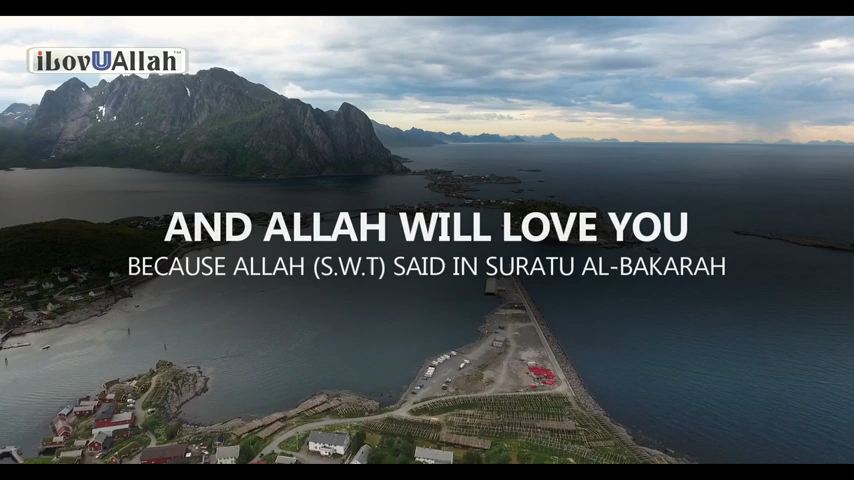 iLovUAllah™
AND ALLAH WILL LOVE YOU
BECAUSE ALLAH (S.W.T) SAID IN SURATU AL-BAKARAH